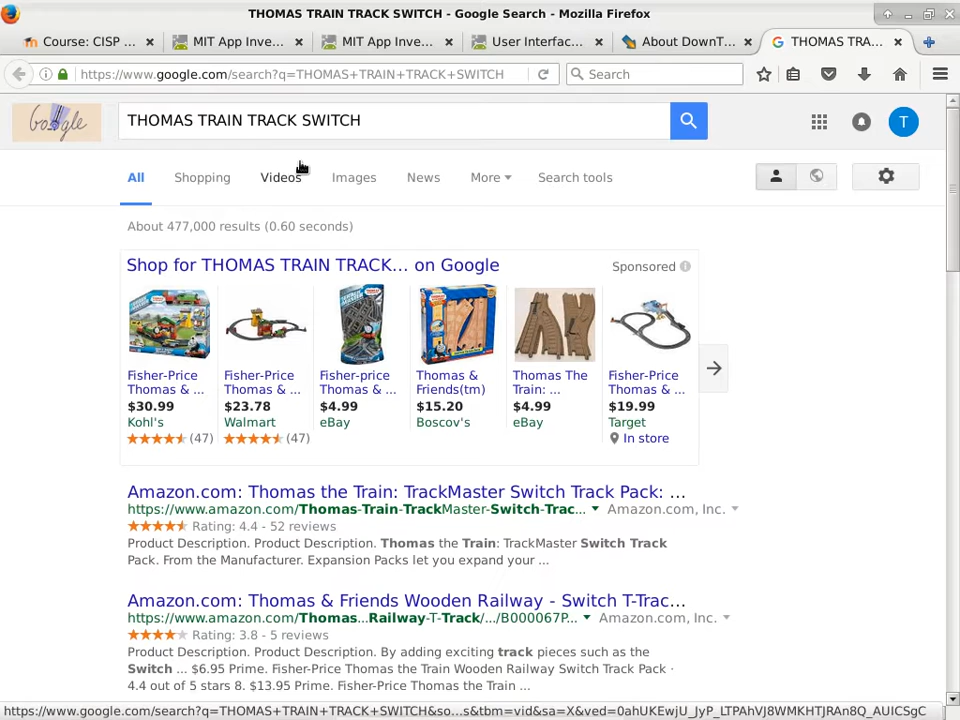 THOMAS TRAIN TRACK SWITCH - Google Search - Mozilla Firefox
Course: CISP ...
MIT App Inve...
MIT App Inve...
User Interfac...
About DownT...
THOMAS TRA...
https://www.google.com/search?q=THOMAS+TRAIN+TRACK+SWITCH
Search
Google
THOMAS TRAIN TRACK SWITCH
T
All Shopping Videos Images News More Search tools
About 477,000 results (0.60 seconds)
Shop for THOMAS TRAIN TRACK... on Google
Sponsored
Fisher-Price
Thomas & ...
$30.99
Kohl's
(47)
Fisher-Price
Thomas & ...
$23.78
Walmart
(47)
Fisher-price
Thomas & ...
$4.99
eBay
Thomas &
Friends(tm)
$15.20
Boscov's
Thomas The
Train: ...
$4.99
eBay
Fisher-Price
Thomas & ...
$19.99
Target
In store
Amazon.com: Thomas the Train: TrackMaster Switch Track Pack: ...
https://www.amazon.com/Thomas-Train-TrackMaster-Switch-Trac... Amazon.com, Inc.
Rating: 4.4 - 52 reviews
Product Description. Product Description. Thomas the Train: TrackMaster Switch Track
Pack. From the Manufacturer. Expansion Packs let you expand your ...
Amazon.com: Thomas & Friends Wooden Railway - Switch T-Trac...
https://www.amazon.com/Thomas...Railway-T-Track/.../B000067P... Amazon.com, Inc.
Rating: 3.8 - 5 reviews
Product Description. Product Description. By adding exciting track pieces such as the
Switch ... $6.95 Prime. Fisher-Price Thomas the Train Wooden Railway Switch Track Pack ·
4.4 out of 5 stars 8. $13.95 Prime. Fisher-Price Thomas the Train ...
https://www.google.com/search?q=THOMAS+TRAIN+TRACK+SWITCH&so...s&tbm=vid&sa=X&ved=0ahUKEwjU_JyP_LTPAhVJ8WMKHTJRAn8Q_AUICSgC